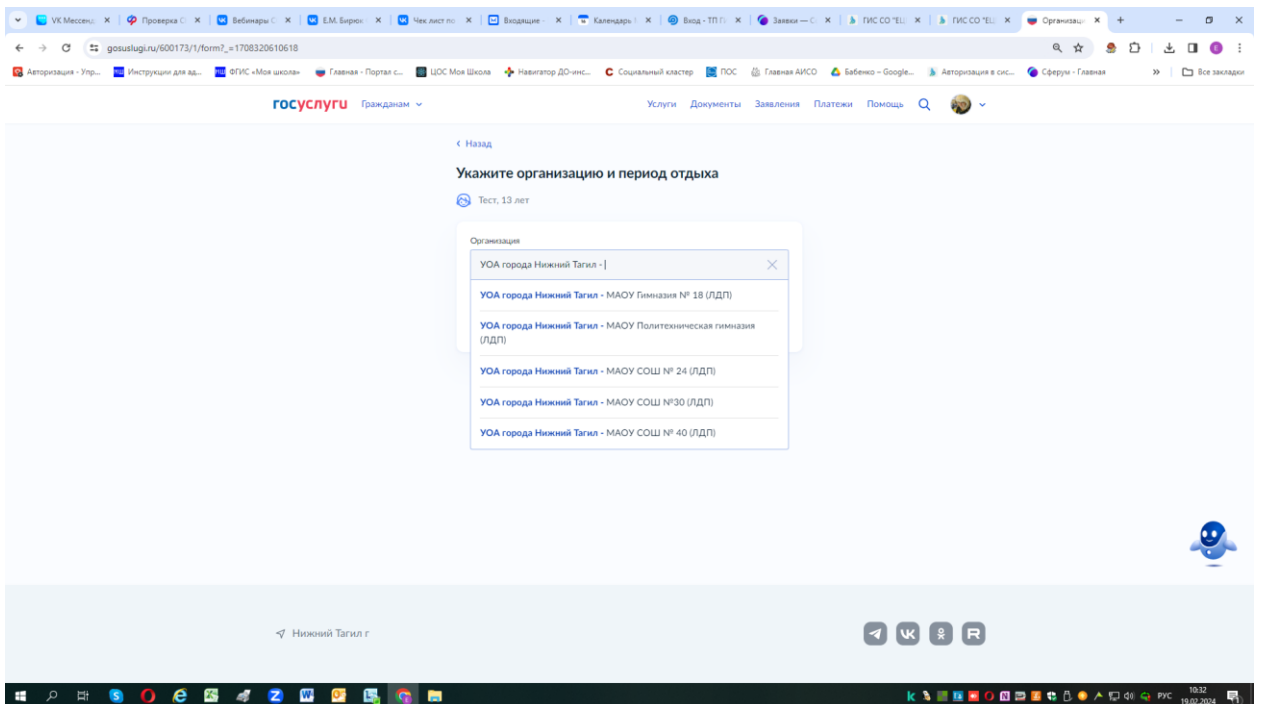 VK Мессенд
Проверка С
Вебинары С
Е.М. Бирюк
Чек лист по
Входящие -
Календарь
Вход - ТП П
Заявки — С
ГИС СО "ЕЦ
ГИС СО "ЕЦ
Организаци
gosuslugi.ru/600173/1/form?_=1708320610618
Авторизация - Упр...
Инструкции для ад...
ФГИС «Моя школа»
Главная - Портал с...
ЦОС Моя Школа
Навигатор ДО-инс...
Социальный кластер
ПОС
Главная АИСО
Бабенко – Google...
Авторизация в сис...
Сферум - Главная
»
Все закладки
госуслуги Гражданам
Услуги Документы Заявления Платежи Помощь
Назад
Укажите организацию и период отдыха
Тест, 13 лет
Организация
УОА города Нижний Тагил -
УОА города Нижний Тагил - МАОУ Гимназия № 18 (ЛДП)
УОА города Нижний Тагил - МАОУ Политехническая гимназия
(ЛДП)
УОА города Нижний Тагил - МАОУ СОШ № 24 (ЛДП)
УОА города Нижний Тагил - МАОУ СОШ №30 (ЛДП)
УОА города Нижний Тагил - МАОУ СОШ № 40 (ЛДП)
Нижний Тагил г
РУС
10:32
19.02.2024